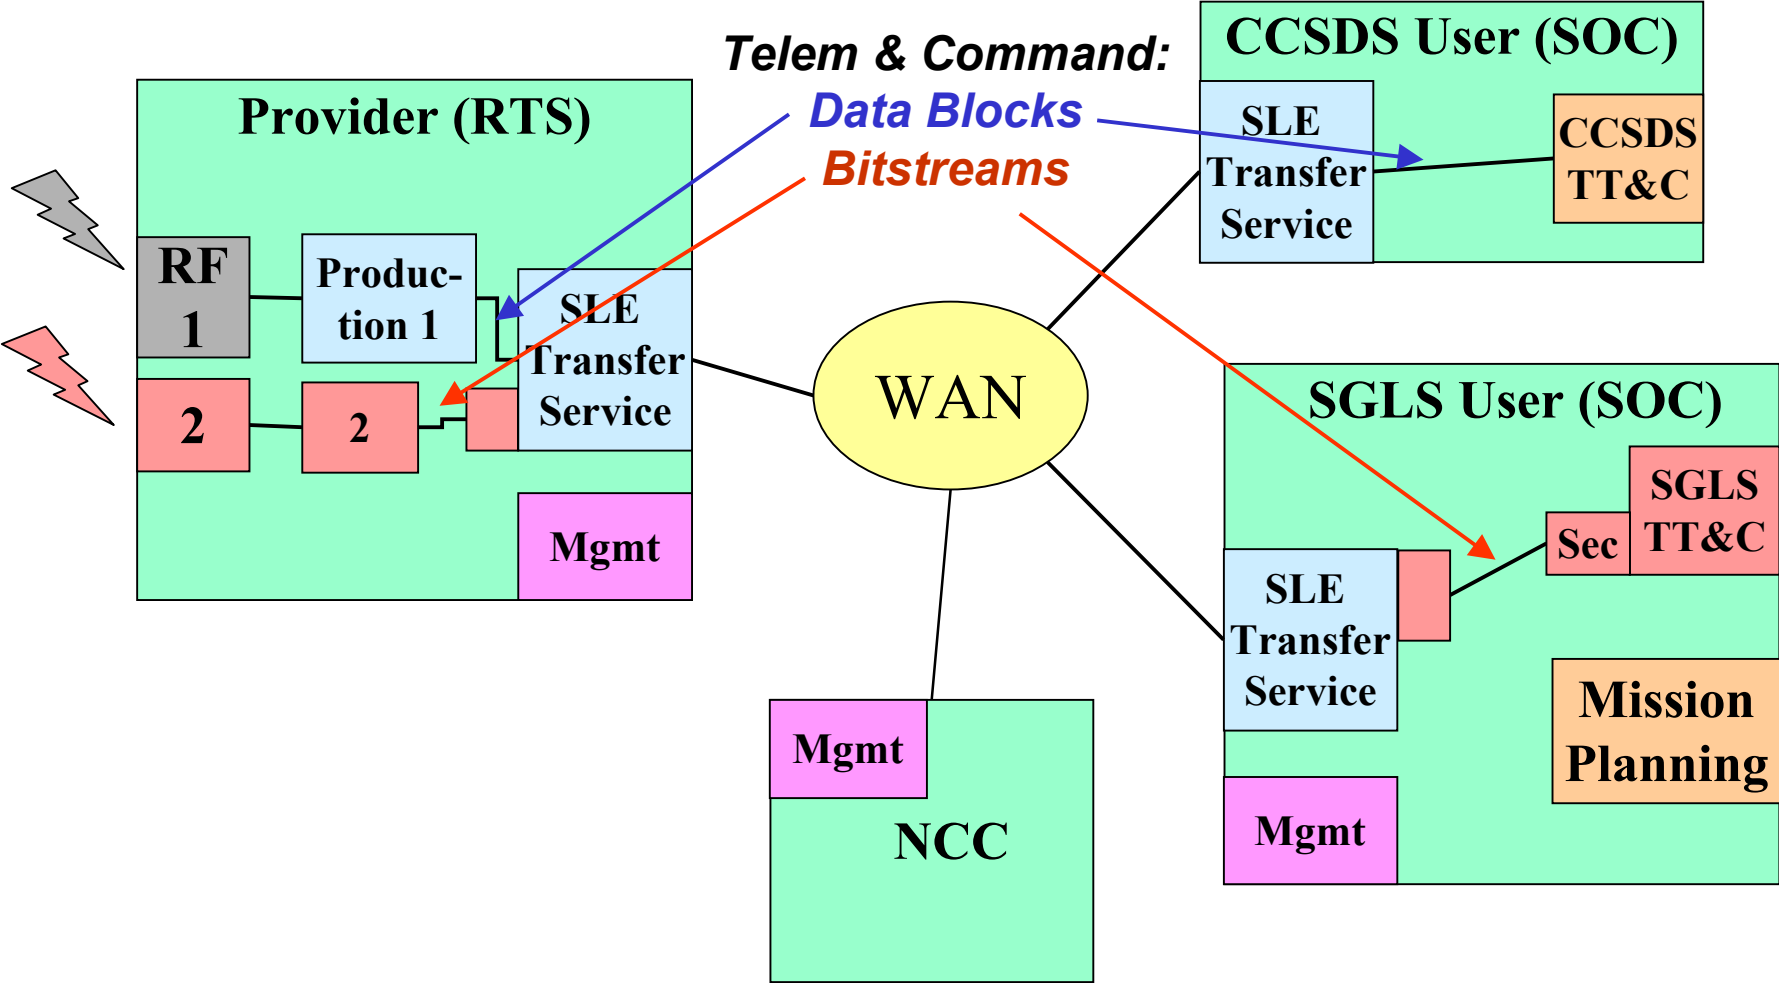 Telem & Command:
Data Blocks
Bitstreams
Provider (RTS)
RF
1
Produc-
tion 1
SLE
Transfer
Service
2
2
Mgmt
WAN
Mgmt
NCC
CCSDS User (SOC)
SLE
Transfer
Service
CCSDS
TT&C
SGLS User (SOC)
SGLS
TT&C
Sec
SLE
Transfer
Service
Mission
Planning
Mgmt